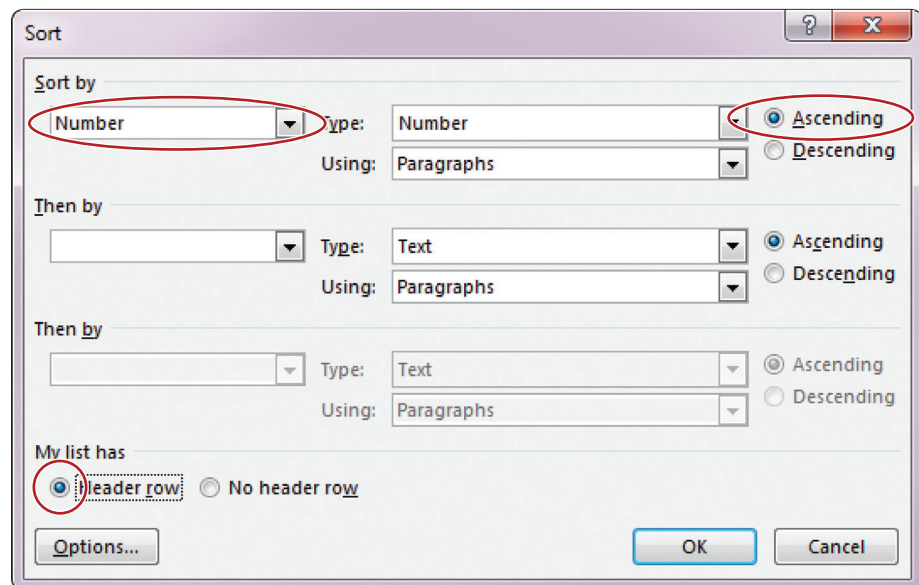 Sort
Sort by
Number Type: Number Ascending
Using: Paragraphs Descending
Then by
Type: Text Ascending
Using: Paragraphs Descending
Then by
Type: Text Ascending
Using: Paragraphs Descending
My list has
Header row No header row
Options... OK Cancel